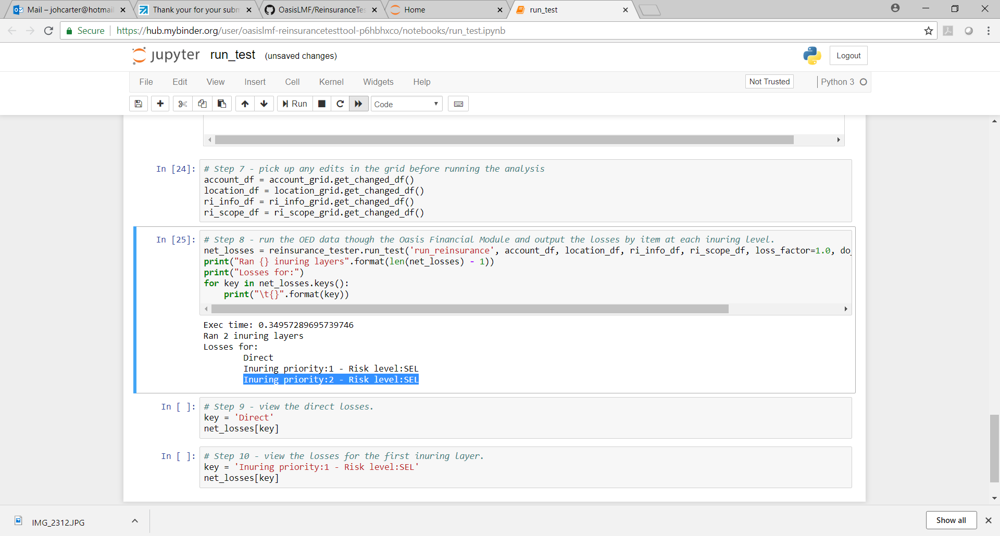 Mail – johcarter@hotmail
Thank your for your subm
OasisLMF/ReinsuranceTes
Home
run_test
Secure
https://hub.mybinder.org/user/oasislmf-reinsurancetesttool-p6hbhxco/notebooks/run_test.ipynb
jupyter run_test (unsaved changes)
Logout
File Edit View Insert Cell Kernel Widgets Help
Not Trusted
Python 3
Run
Code
In [24]:
# Step 7 - pick up any edits in the grid before running the analysis
account_df = account_grid.get_changed_df()
location_df = location_grid.get_changed_df()
ri_info_df = ri_info_grid.get_changed_df()
ri_scope_df = ri_scope_grid.get_changed_df()
In [25]:
# Step 8 - run the OED data though the Oasis Financial Module and output the losses by item at each inuring level.
net_losses = reinsurance_tester.run_test('run_reinsurance', account_df, location_df, ri_info_df, ri_scope_df, loss_factor=1.0, do_
print("Ran {} inuring layers".format(len(net_losses) - 1))
print("Losses for:")
for key in net_losses.keys():
    print("\t{}".format(key))
Exec time: 0.34957289695739746
Ran 2 inuring layers
Losses for:
        Direct
        Inuring priority:1 - Risk level:SEL
        Inuring priority:2 - Risk level:SEL
In [ ]:
# Step 9 - view the direct losses.
key = 'Direct'
net_losses[key]
In [ ]:
# Step 10 - view the losses for the first inuring layer.
key = 'Inuring priority:1 - Risk level:SEL'
net_losses[key]
IMG_2312.JPG
Show all